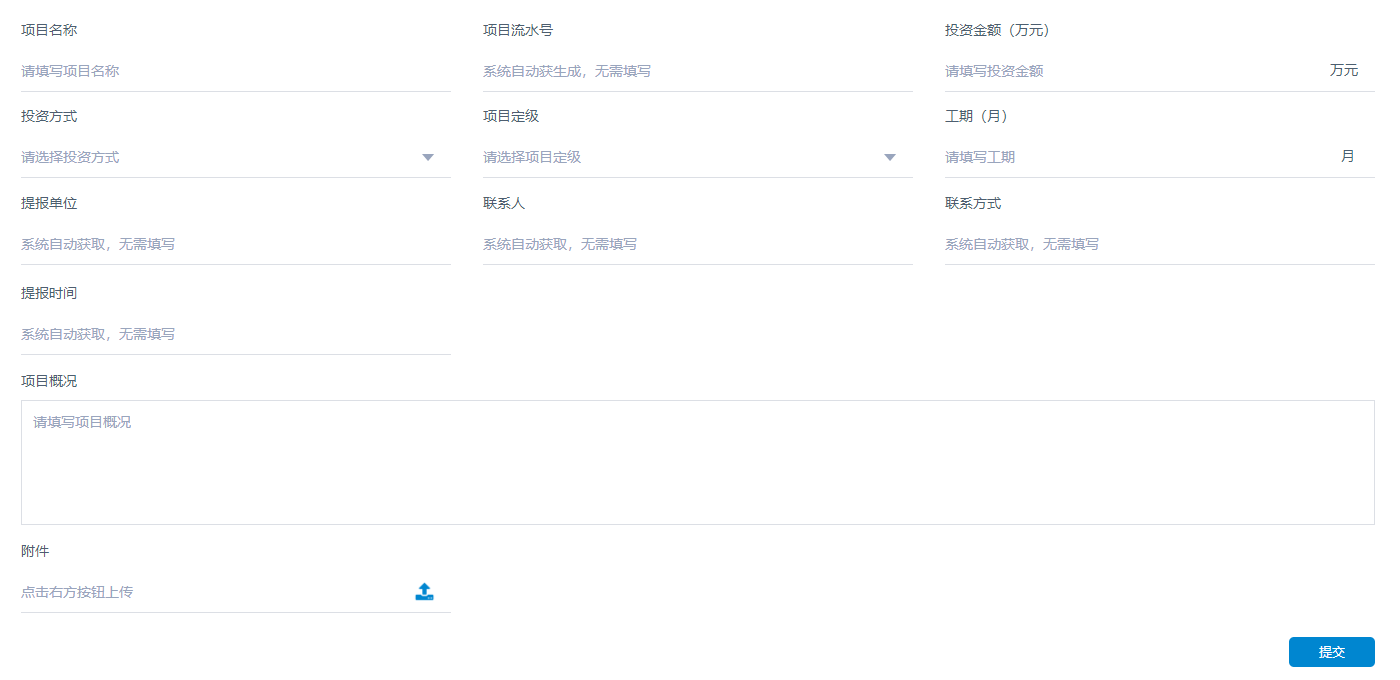 项目名称 项目流水号 投资金额（万元）
请填写项目名称 系统自动获生成，无需填写 请填写投资金额 万元
投资方式 项目定级 工期（月）
请选择投资方式 请选择项目定级 请填写工期 月
提报单位 联系人 联系方式
系统自动获取，无需填写 系统自动获取，无需填写 系统自动获取，无需填写
提报时间
系统自动获取，无需填写
项目概况
请填写项目概况
附件
点击右方按钮上传
提交